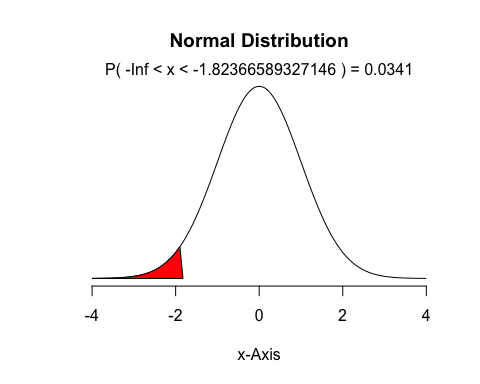 Normal Distribution
P( -Inf < x < -1.82366589327146 ) = 0.0341
-4 -2 0 2 4
x-Axis